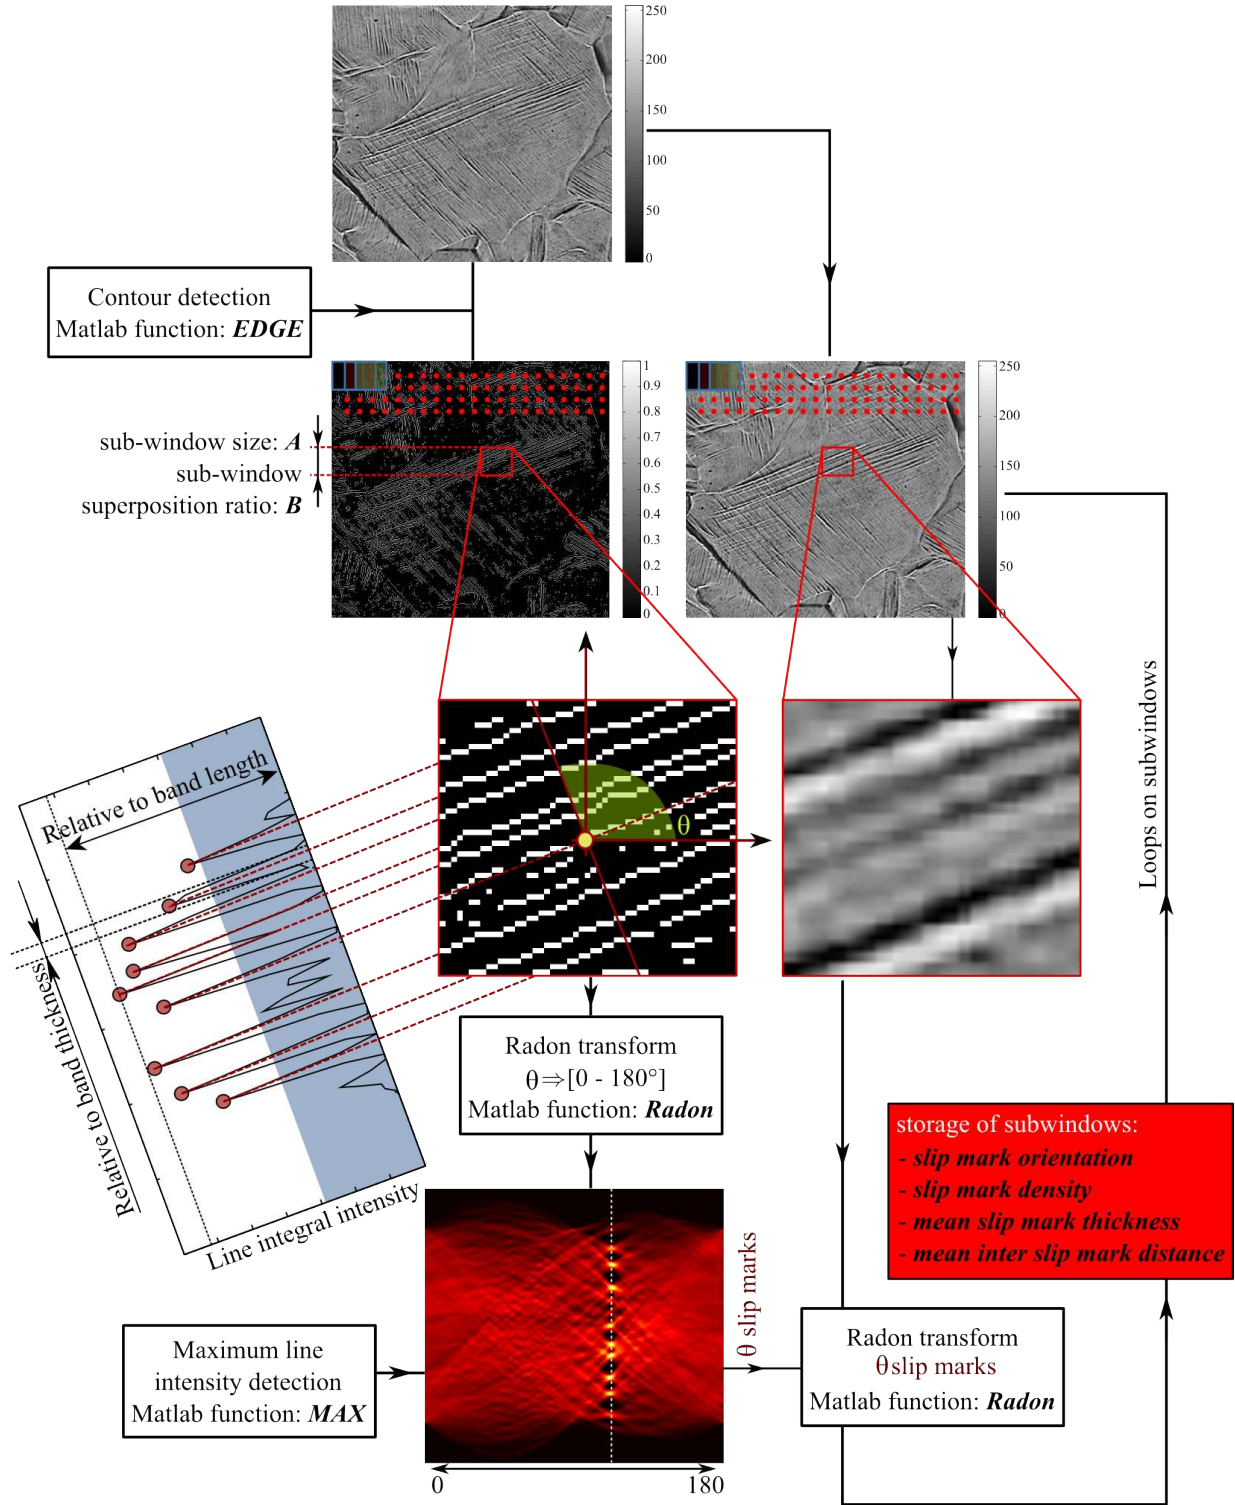 250
200
150
100
50
0
Contour detection
Matlab function: EDGE
1
0.9
0.8
0.7
0.6
0.5
0.4
0.3
0.2
0.1
0
250
200
150
100
50
0
sub-window size: A
sub-window
superposition ratio: B
Loops on subwindows
Relative to band length
θ
Relative to band thickness
Line integral intensity
Radon transform
θ⇒[0 - 180°]
Matlab function: Radon
storage of subwindows:
- slip mark orientation
- slip mark density
- mean slip mark thickness
- mean inter slip mark distance
θ slip marks
Maximum line
intensity detection
Matlab function: MAX
Radon transform
θslip marks
Matlab function: Radon
0
180